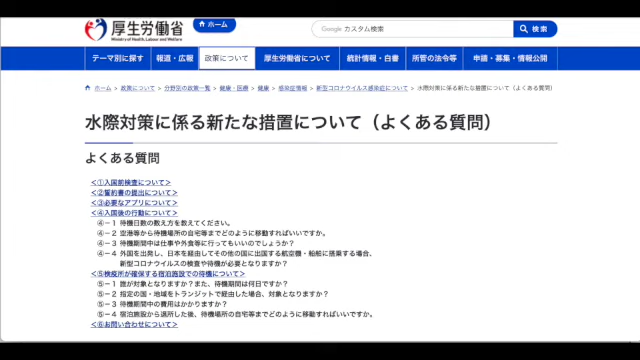 厚生労働省
Ministry of Health, Labour and Welfare
ホーム
Google カスタム検索
検索
テーマ別に探す 報道・広報 政策について 厚生労働省について 統計情報・白書 所管の法令等 申請・募集・情報公開
ホーム > 政策について > 分野別の政策一覧 > 健康・医療 > 健康 > 感染症情報 > 新型コロナウイルス感染症について > 水際対策に係る新たな措置について（よくある質問）
水際対策に係る新たな措置について（よくある質問）
よくある質問
＜①入国前検査について＞
＜②誓約書の提出について＞
＜③必要なアプリについて＞
＜④入国後の行動について＞
④－１ 待機日数の数え方を教えてください。
④－２ 空港等から待機場所の自宅等までどのように移動すればいいですか。
④－３ 待機期間中は仕事や外食等に行ってもいいのでしょうか？
④－４ 外国を出発し、日本を経由してその他の国に出国する航空機・船舶に搭乗する場合、
新型コロナウイルスの検査や待機が必要となりますか？
＜⑤検疫所が確保する宿泊施設での待機について＞
⑤－１ 誰が対象となりますか？また、待機期間は何日ですか？
⑤－２ 指定の国・地域をトランジットで経由した場合、対象となりますか？
⑤－３ 待機期間中の費用はかかりますか？
⑤－４ 宿泊施設から退所した後、待機場所の自宅等までどのように移動すればいいですか。
＜⑥お問い合わせについて＞